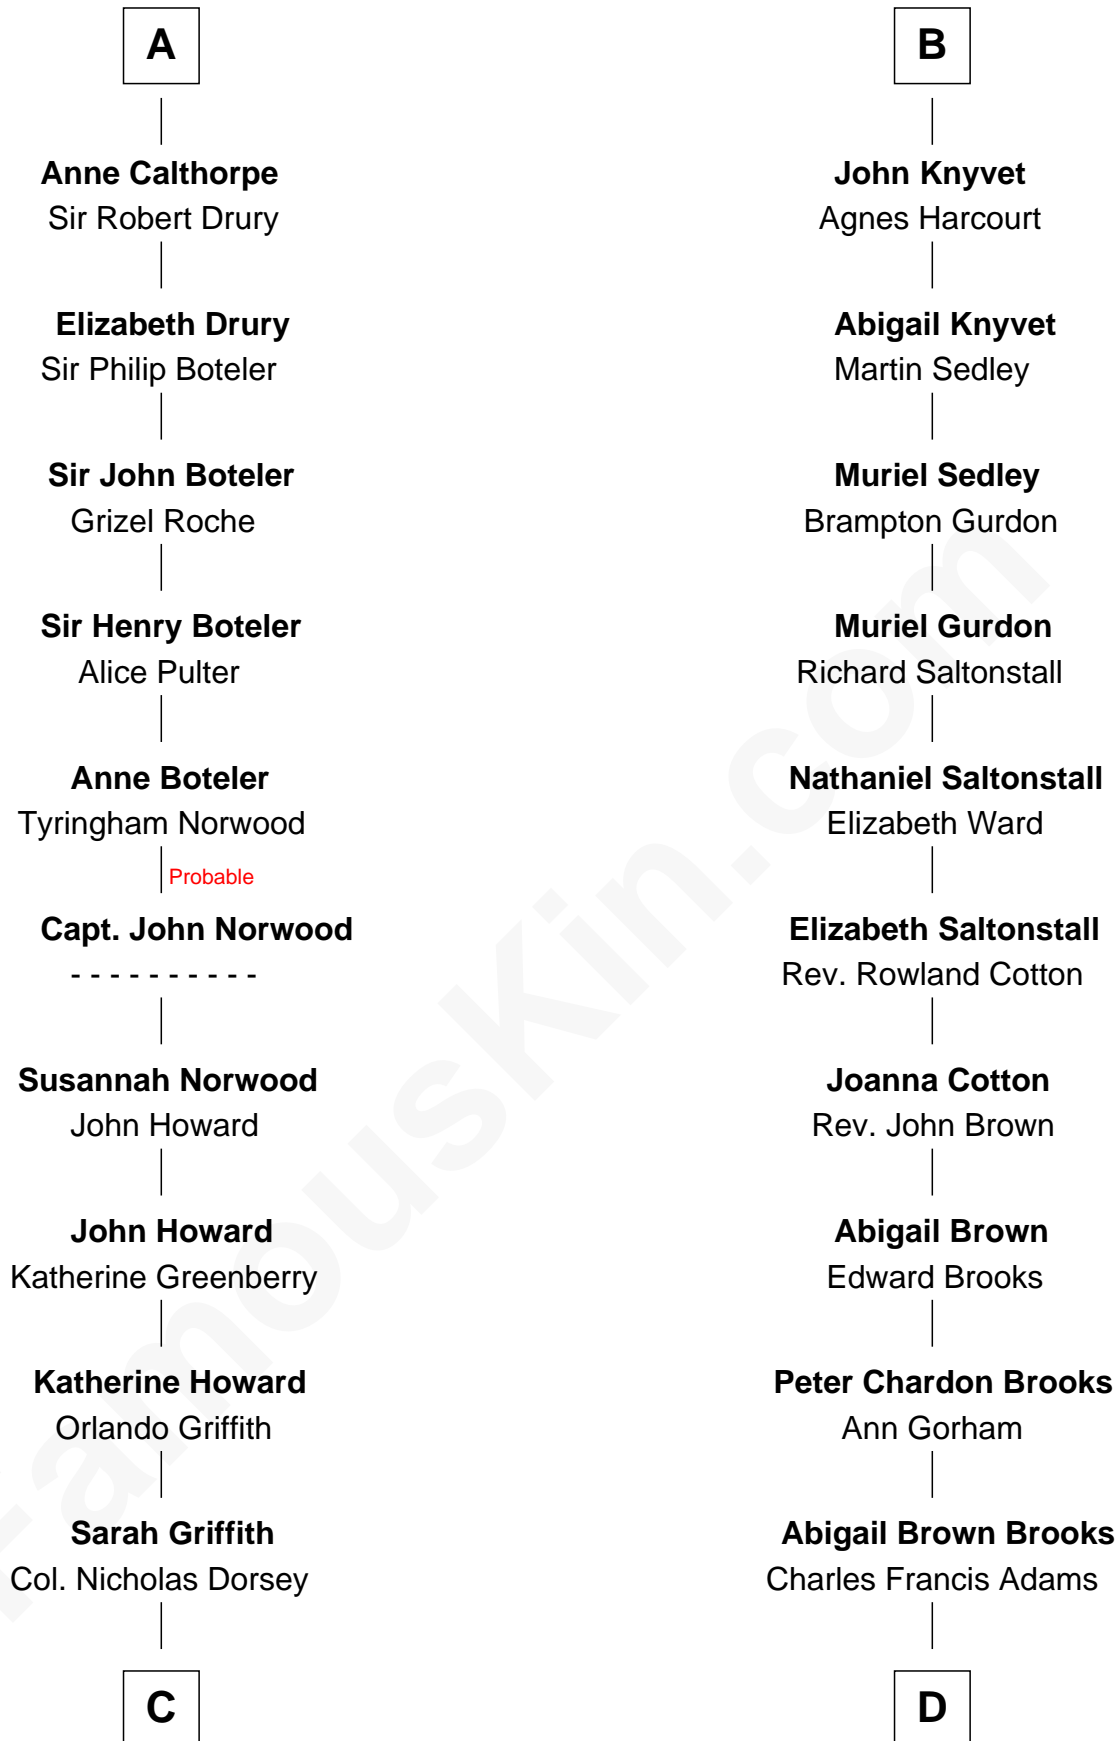 A
Anne Calthorpe
Sir Robert Drury
Elizabeth Drury
Sir Philip Boteler
Sir John Boteler
Grizel Roche
Sir Henry Boteler
Alice Pulter
Anne Boteler
Tyringham Norwood
Probable
Capt. John Norwood
- - - - - - - - - -
Susannah Norwood
John Howard
John Howard
Katherine Greenberry
Katherine Howard
Orlando Griffith
Sarah Griffith
Col. Nicholas Dorsey
C
B
John Knyvet
Agnes Harcourt
Abigail Knyvet
Martin Sedley
Muriel Sedley
Brampton Gurdon
Muriel Gurdon
Richard Saltonstall
Nathaniel Saltonstall
Elizabeth Ward
Elizabeth Saltonstall
Rev. Rowland Cotton
Joanna Cotton
Rev. John Brown
Abigail Brown
Edward Brooks
Peter Chardon Brooks
Ann Gorham
Abigail Brown Brooks
Charles Francis Adams
D
FamousKin.com